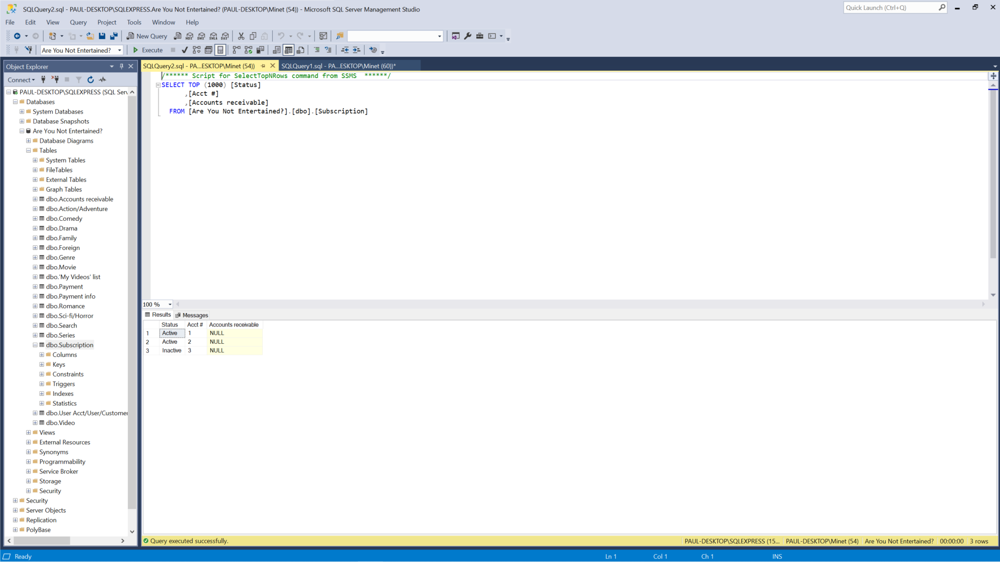 SQLQuery2.sql - PAUL-DESKTOP\SQLEXPRESS.Are You Not Entertained? (PAUL-DESKTOP\Minet (54)) - Microsoft SQL Server Management Studio
Quick Launch (Ctrl+Q)
File Edit View Query Project Tools Window Help
New Query MDX DMX XMLA DAX
Are You Not Entertained? Execute
Object Explorer
Connect
PAUL-DESKTOP\SQLEXPRESS (SQL Serv
Databases
System Databases
Database Snapshots
Are You Not Entertained?
Database Diagrams
Tables
System Tables
FileTables
External Tables
Graph Tables
dbo.Accounts receivable
dbo.Action/Adventure
dbo.Comedy
dbo.Drama
dbo.Family
dbo.Foreign
dbo.Genre
dbo.Movie
dbo.'My Videos' list
dbo.Payment
dbo.Payment info
dbo.Romance
dbo.Sci-fi/Horror
dbo.Search
dbo.Series
dbo.Subscription
Columns
Keys
Constraints
Triggers
Indexes
Statistics
dbo.User Acct/User/Customer
dbo.Video
Views
External Resources
Synonyms
Programmability
Service Broker
Storage
Security
Security
Server Objects
Replication
PolyBase
SQLQuery2.sql - PA...ESKTOP\Minet (54)) SQLQuery1.sql - PA...ESKTOP\Minet (60))*
/****** Script for SelectTopNRows command from SSMS ******/
SELECT TOP (1000) [Status]
,[Acct #]
,[Accounts receivable]
FROM [Are You Not Entertained?].[dbo].[Subscription]
100 %
Results Messages
Status Acct # Accounts receivable
1 Active 1 NULL
2 Active 2 NULL
3 Inactive 3 NULL
Query executed successfully. PAUL-DESKTOP\SQLEXPRESS (15... PAUL-DESKTOP\Minet (54) Are You Not Entertained? 00:00:00 3 rows
Ready Ln 1 Col 1 Ch 1 INS